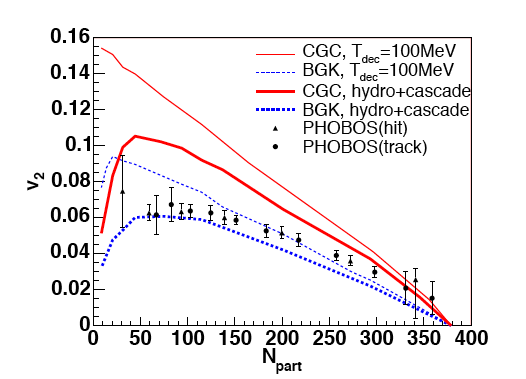 0.16
0.14
0.12
0.1
0.08
0.06
0.04
0.02
0
v2
CGC, Tdec=100MeV
BGK, Tdec=100MeV
CGC, hydro+cascade
BGK, hydro+cascade
PHOBOS(hit)
PHOBOS(track)
0 50 100 150 200 250 300 350 400
Npart